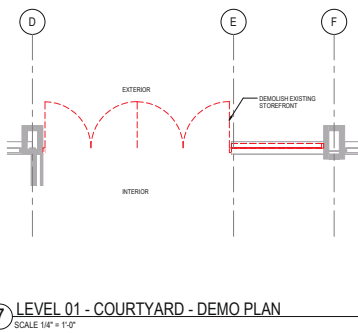 D
E
F
EXTERIOR
DEMOLISH EXISTING
STOREFRONT
INTERIOR
7
LEVEL 01 - COURTYARD - DEMO PLAN
SCALE 1/4" = 1'-0"